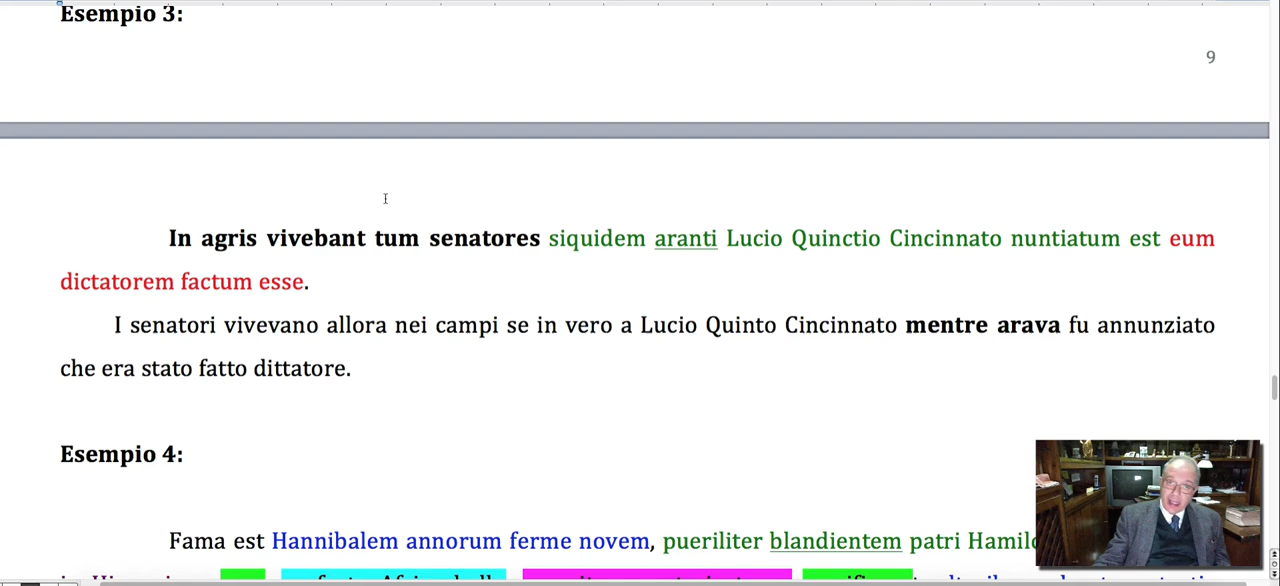 Esempio 3:
9
In agris vivebant tum senatores siquidem aranti Lucio Quinctio Cincinnato nuntiatum est eum
dictatorem factum esse.
I senatori vivevano allora nei campi se in vero a Lucio Quinto Cincinnato mentre arava fu annunziato
che era stato fatto dittatore.
Esempio 4:
Fama est Hannibalem annorum ferme novem, pueriliter blandientem patri